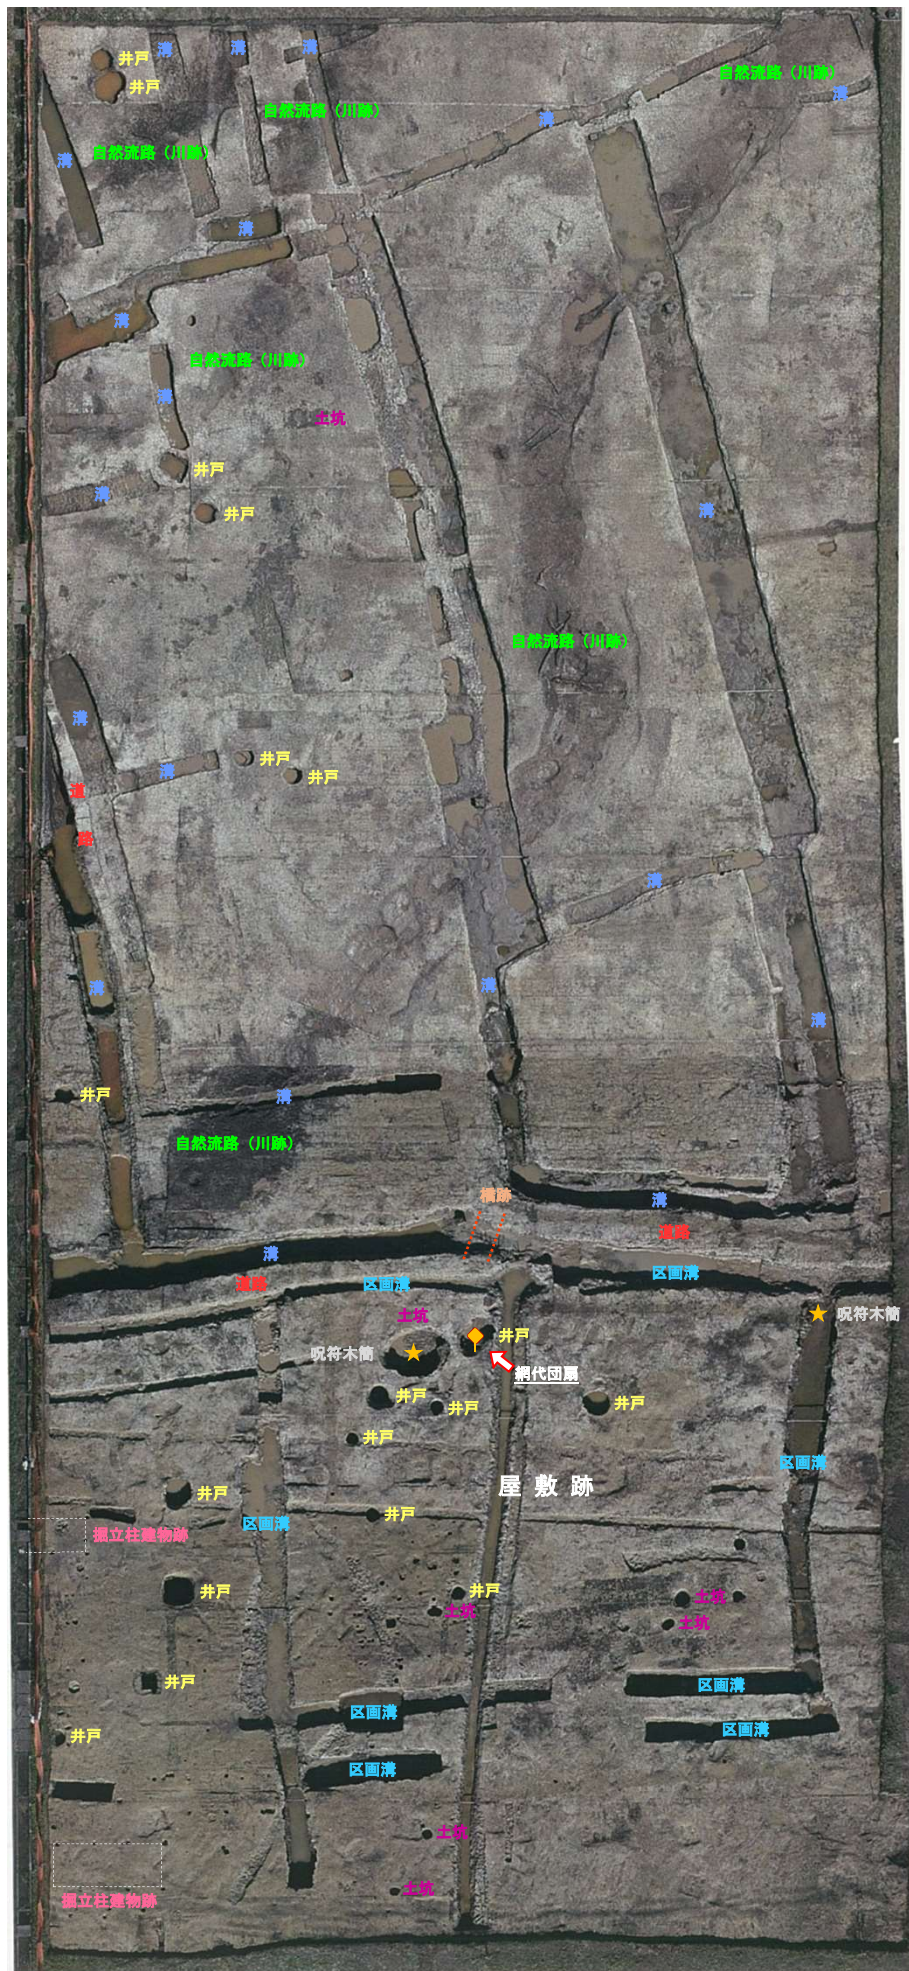 溝
溝
溝
井戸
井戸
自然流路（川跡）
溝
自然流路（川跡）
溝
自然流路（川跡）
溝
溝
溝
溝
自然流路（川跡）
溝
土坑
井戸
溝
井戸
溝
自然流路（川跡）
溝
井戸
溝
井戸
道
路
溝
溝
溝
溝
井戸
溝
自然流路（川跡）
橋跡
溝
道路
溝
区画溝
道路
区画溝
土坑
呪符木簡
井戸
呪符木簡
網代団扇
井戸
井戸
井戸
井戸
区画溝
屋敷跡
井戸
井戸
区画溝
掘立柱建物跡
井戸
井戸
土坑
土坑
土坑
井戸
区画溝
区画溝
区画溝
井戸
区画溝
土坑
土坑
掘立柱建物跡